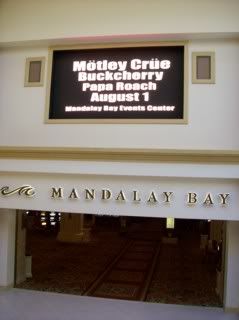 Mötley Crüe
Buckcherry
Papa Roach
August 1
Mandalay Bay Events Center
MANDALAY BAY